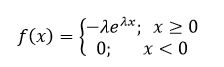 f(x) = {−λe^{λx}; x ≥ 0
0; x < 0